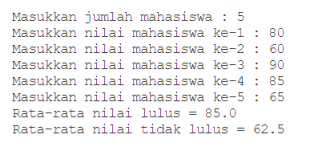 Masukkan jumlah mahasiswa : 5
Masukkan nilai mahasiswa ke-1 : 80
Masukkan nilai mahasiswa ke-2 : 60
Masukkan nilai mahasiswa ke-3 : 90
Masukkan nilai mahasiswa ke-4 : 85
Masukkan nilai mahasiswa ke-5 : 65
Rata-rata nilai lulus = 85.0
Rata-rata nilai tidak lulus = 62.5